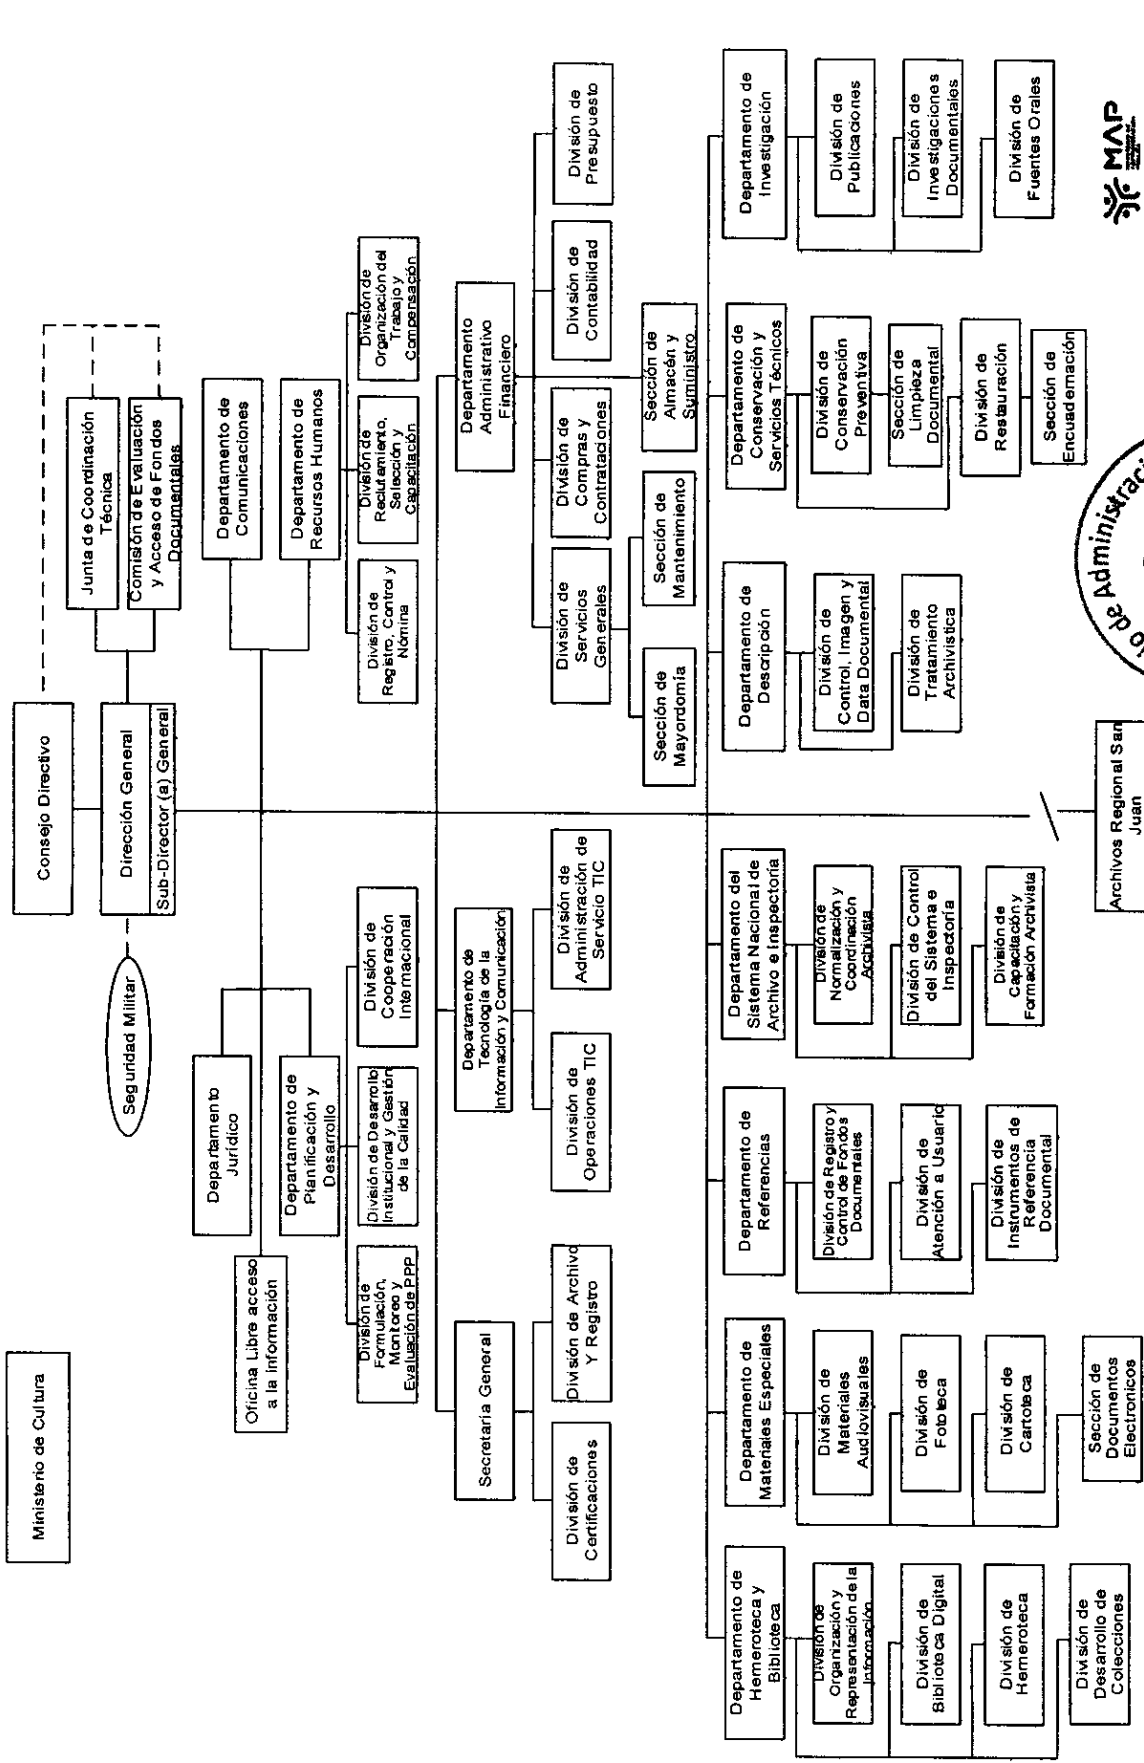 Ministerio de Cultura
Consejo Directivo
Dirección General
Sub-Director (a) General
Seguridad Militar
Junta de Coordinación
Técnica
Comisión de Evaluación
y Acceso de Fondos
Documentales
Oficina Libre acceso
a la información
Departamento
Jurídico
Departamento de
Comunicaciones
Departamento de
Planificación y
Desarrollo
Departamento de
Recursos Humanos
División de
Formulación,
Monitoreo y
Evaluación de PPP
División de Desarrollo
Institucional y Gestión
de la Calidad
División de
Cooperación
Internacional
División de
Registro, Control y
Nomina
División de
Reclutamiento,
Selección y
Capacitación
División de
Organización del
Trabajo y
Compensación
Secretaría General
Departamento de
Tecnología de la
Información y Comunicación
Departamento
Administrativo
Financiero
División de
Certificaciones
División de Archivo
Y Registro
División de
Operaciones TIC
División de
Administración de
Servicio TIC
División de
Servicios
Generales
División de
Compras y
Contrataciones
División de
Contabilidad
División de
Presupuesto
Sección de
Mayordomía
Sección de
Mantenimiento
Sección de
Almacén y
Suministro
Departamento de
Hemeroteca y
Biblioteca
Departamento de
Materiales Especiales
Departamento de
Referencias
Departamento del
Sistema Nacional de
Archivo e Inspectoría
Departamento de
Descripción
Departamento de
Conservación y
Servicios Técnicos
Departamento de
Investigación
División de
Organización y
Representación de la
Información
División de
Materiales
Audiovisuales
División de Registro y
Control de Fondos
Documentales
División de
Normalización y
Coordinación
Archivista
División de
Control, Imagen y
Data Documental
División de
Conservación
Preventiva
División de
Publicaciones
División de
Biblioteca Digital
División de
Fototeca
División de
Atención a Usuario
División de Control
del Sistema e
Inspectoría
División de
Tratamiento
Archivistica
Sección de
Limpieza
Documental
División de
Investigaciones
Documentales
División de
Hemeroteca
División de
Cartoteca
División de
Instrumentos de
Referencia
Documental
División de
Capacitación y
Formación Archivista
División de
Restauración
División de
Fuentes Orales
División de
Desarrollo de
Colecciones
Sección de
Documentos
Electronicos
Sección de
Encuadernación
Archivos Regional San
Juan
de Administrac
MAP